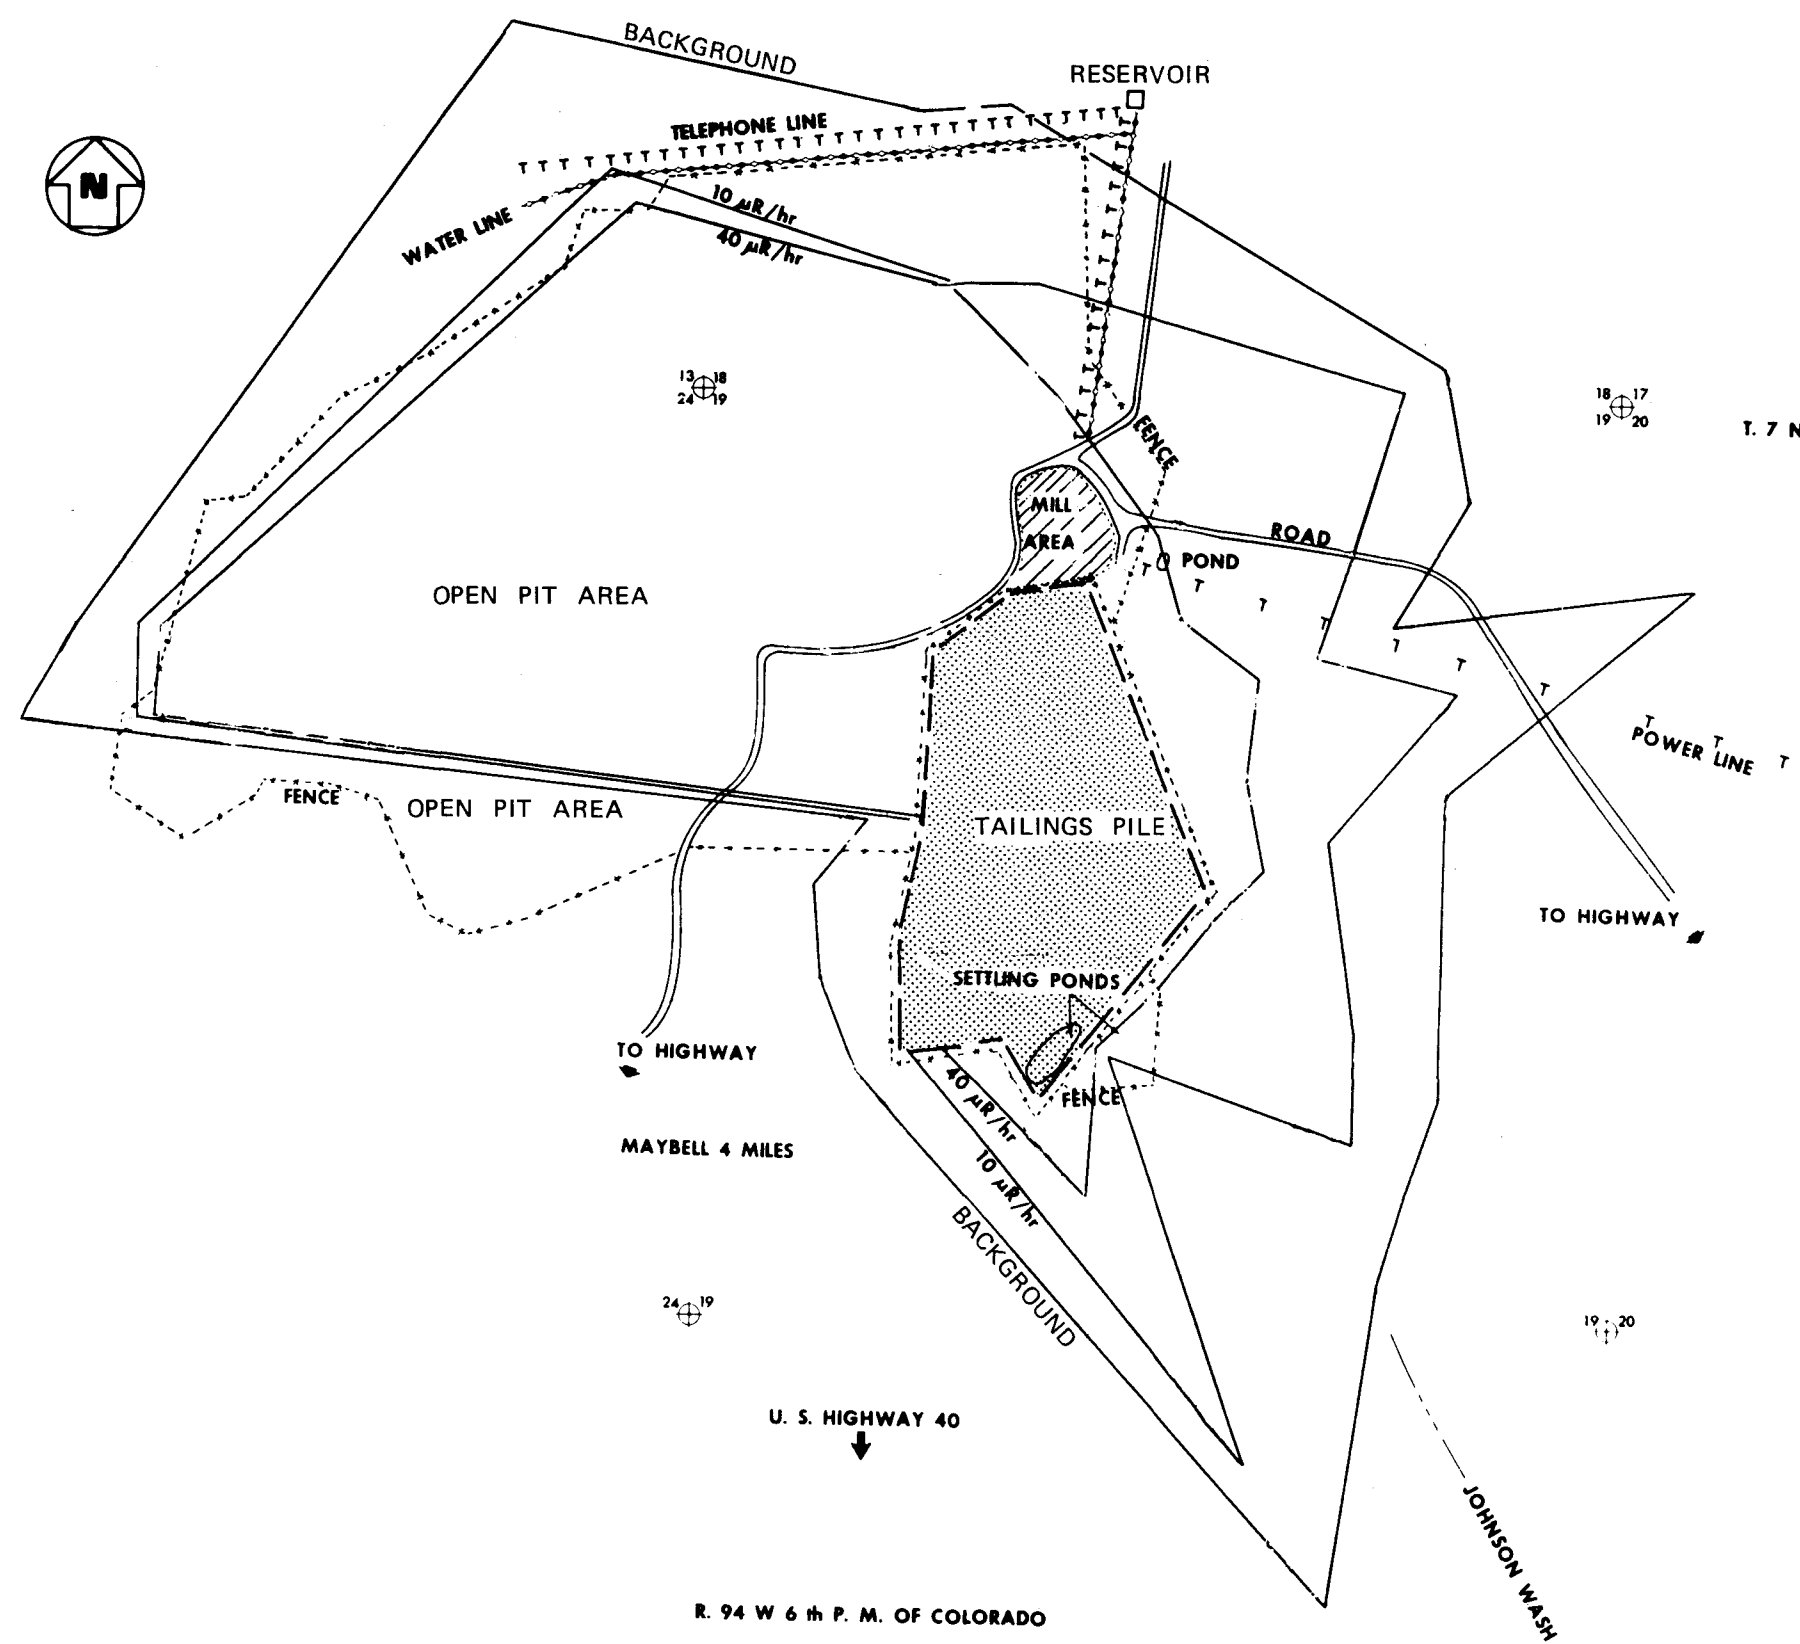 BACKGROUND
RESERVOIR
TELEPHONE LINE
N
WATER LINE
10 µR/hr
40 µR/hr
13 18
24 19
18 17
19 20
T. 7 N
FENCE
MILL
AREA
ROAD
POND
OPEN PIT AREA
POWER LINE
FENCE
OPEN PIT AREA
TAILINGS PILE
TO HIGHWAY
SETTLING PONDS
TO HIGHWAY
40 µR/hr
FENCE
MAYBELL 4 MILES
10 µR/hr
BACKGROUND
24 19
19 20
U. S. HIGHWAY 40
JOHNSON WASH
R. 94 W 6 th P. M. OF COLORADO